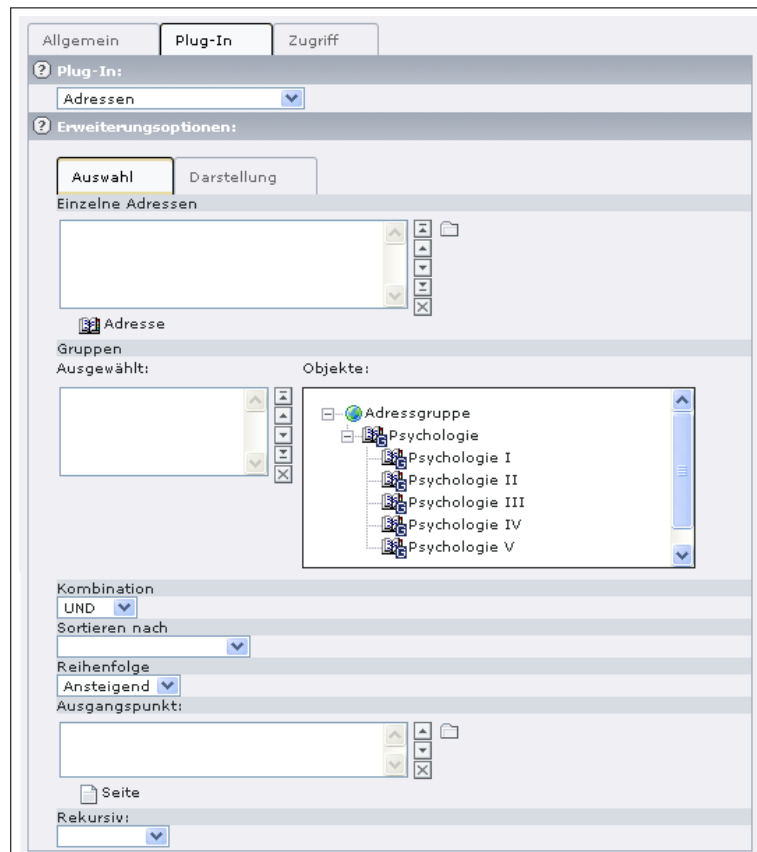 Allgemein Plug-In Zugriff
Plug-In:
Adressen
Erweiterungsoptionen:
Auswahl Darstellung
Einzelne Adressen
Adresse
Gruppen
Ausgewählt: Objekte:
Adressgruppe
Psychologie
Psychologie I
Psychologie II
Psychologie III
Psychologie IV
Psychologie V
Kombination
UND
Sortieren nach
Reihenfolge
Ansteigend
Ausgangspunkt:
Seite
Rekursiv: